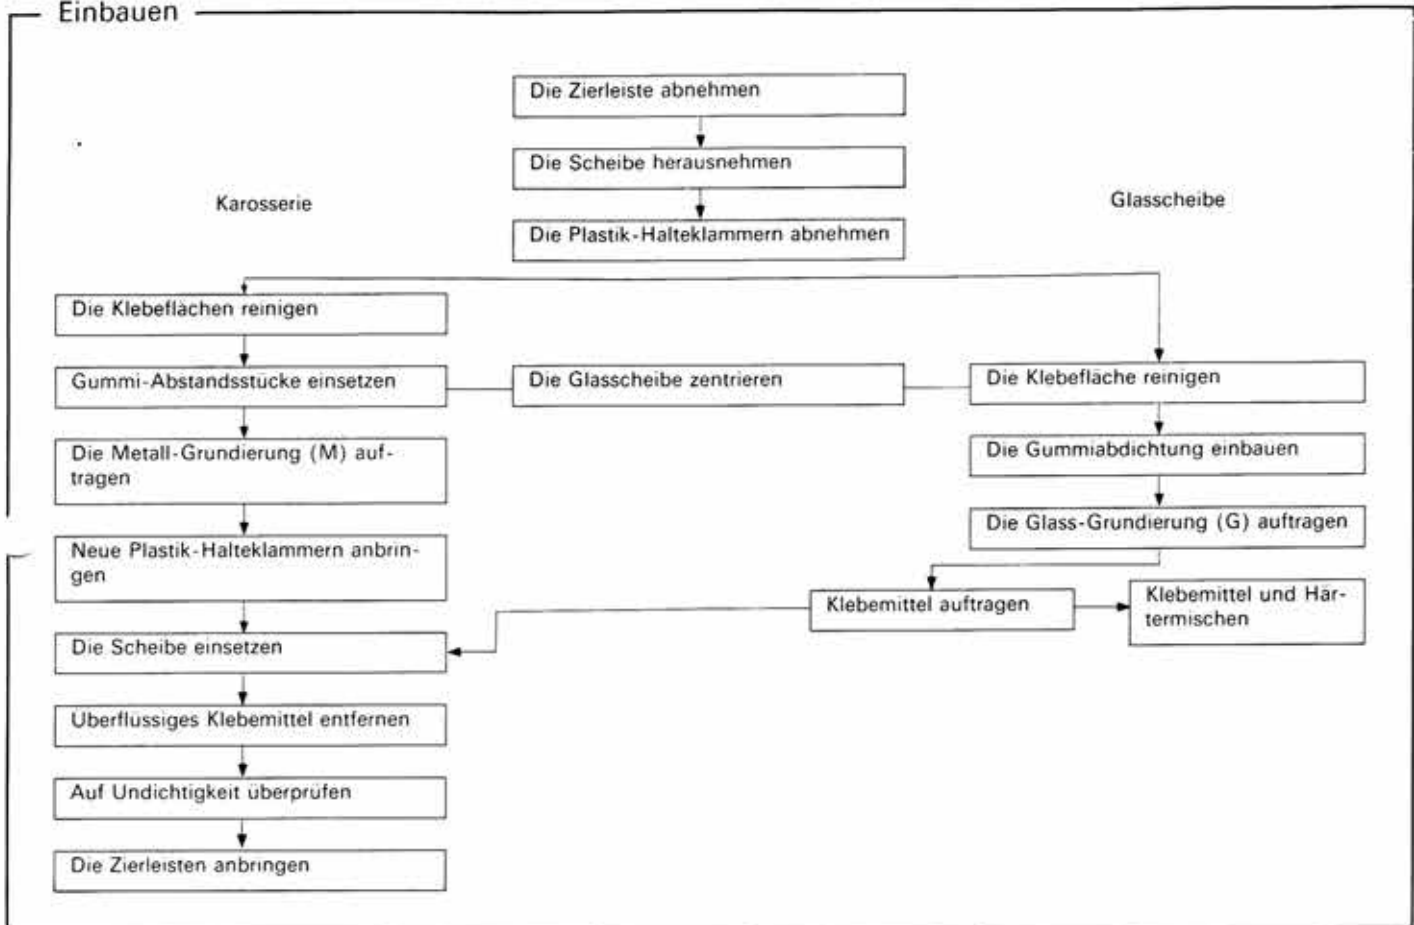 Einbauen
Die Zierleiste abnehmen
Die Scheibe herausnehmen
Karosserie
Glasscheibe
Die Plastik-Halteklammern abnehmen
Die Klebeflächen reinigen
Gummi-Abstandsstücke einsetzen
Die Glasscheibe zentrieren
Die Klebefläche reinigen
Die Metall-Grundierung (M) auf-
tragen
Die Gummiabdichtung einbauen
Die Glass-Grundierung (G) auftragen
Neue Plastik-Halteklammern anbrin-
gen
Klebemittel auftragen
Klebemittel und Här-
termischen
Die Scheibe einsetzen
Überflüssiges Klebemittel entfernen
Auf Undichtigkeit überprüfen
Die Zierleisten anbringen